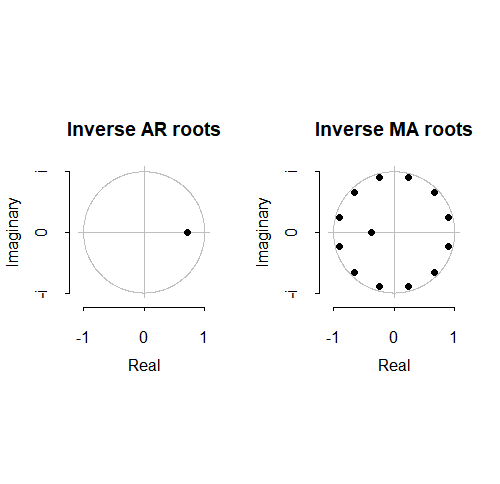 Inverse AR roots
Imaginary
i
0
-i
-1 0 1
Real
Inverse MA roots
Imaginary
i
0
-i
-1 0 1
Real